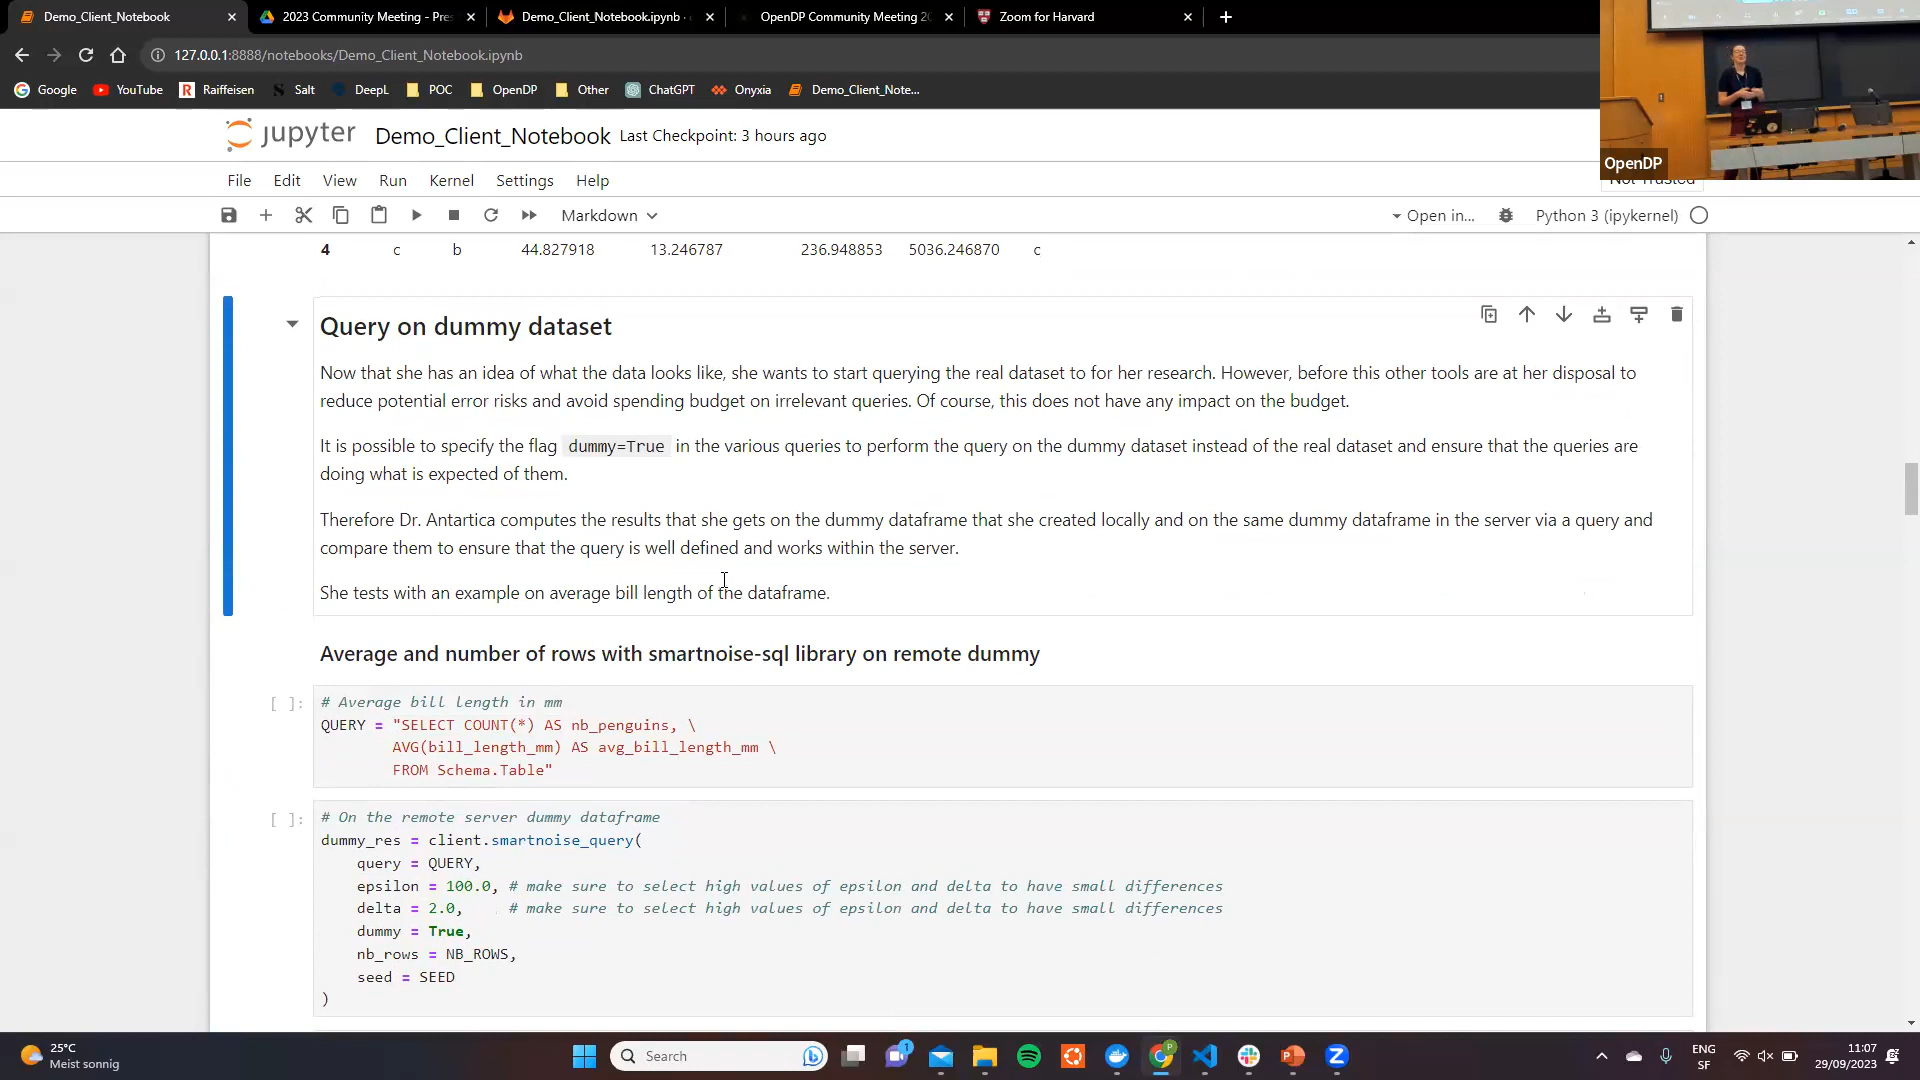 Demo_Client_Notebook
2023 Community Meeting - Pres
Demo_Client_Notebook.ipynb ·
OpenDP Community Meeting 20
Zoom for Harvard
127.0.0.1:8888/notebooks/Demo_Client_Notebook.ipynb
Google YouTube Raiffeisen Salt DeepL POC OpenDP Other ChatGPT Onyxia Demo_Client_Note...
OpenDP
jupyter Demo_Client_Notebook Last Checkpoint: 3 hours ago
File Edit View Run Kernel Settings Help
Not Trusted
Markdown Open in... Python 3 (ipykernel)
4 c b 44.827918 13.246787 236.948853 5036.246870 c
Query on dummy dataset
Now that she has an idea of what the data looks like, she wants to start querying the real dataset to for her research. However, before this other tools are at her disposal to
reduce potential error risks and avoid spending budget on irrelevant queries. Of course, this does not have any impact on the budget.
It is possible to specify the flag dummy=True in the various queries to perform the query on the dummy dataset instead of the real dataset and ensure that the queries are
doing what is expected of them.
Therefore Dr. Antartica computes the results that she gets on the dummy dataframe that she created locally and on the same dummy dataframe in the server via a query and
compare them to ensure that the query is well defined and works within the server.
She tests with an example on average bill length of the dataframe.
Average and number of rows with smartnoise-sql library on remote dummy
[ ]: # Average bill length in mm
QUERY = "SELECT COUNT(*) AS nb_penguins, \
AVG(bill_length_mm) AS avg_bill_length_mm \
FROM Schema.Table"
[ ]: # On the remote server dummy dataframe
dummy_res = client.smartnoise_query(
query = QUERY,
epsilon = 100.0, # make sure to select high values of epsilon and delta to have small differences
delta = 2.0, # make sure to select high values of epsilon and delta to have small differences
dummy = True,
nb_rows = NB_ROWS,
seed = SEED
)
25°C
Meist sonnig
Search
1
P
ENG
SF
11:07
29/09/2023